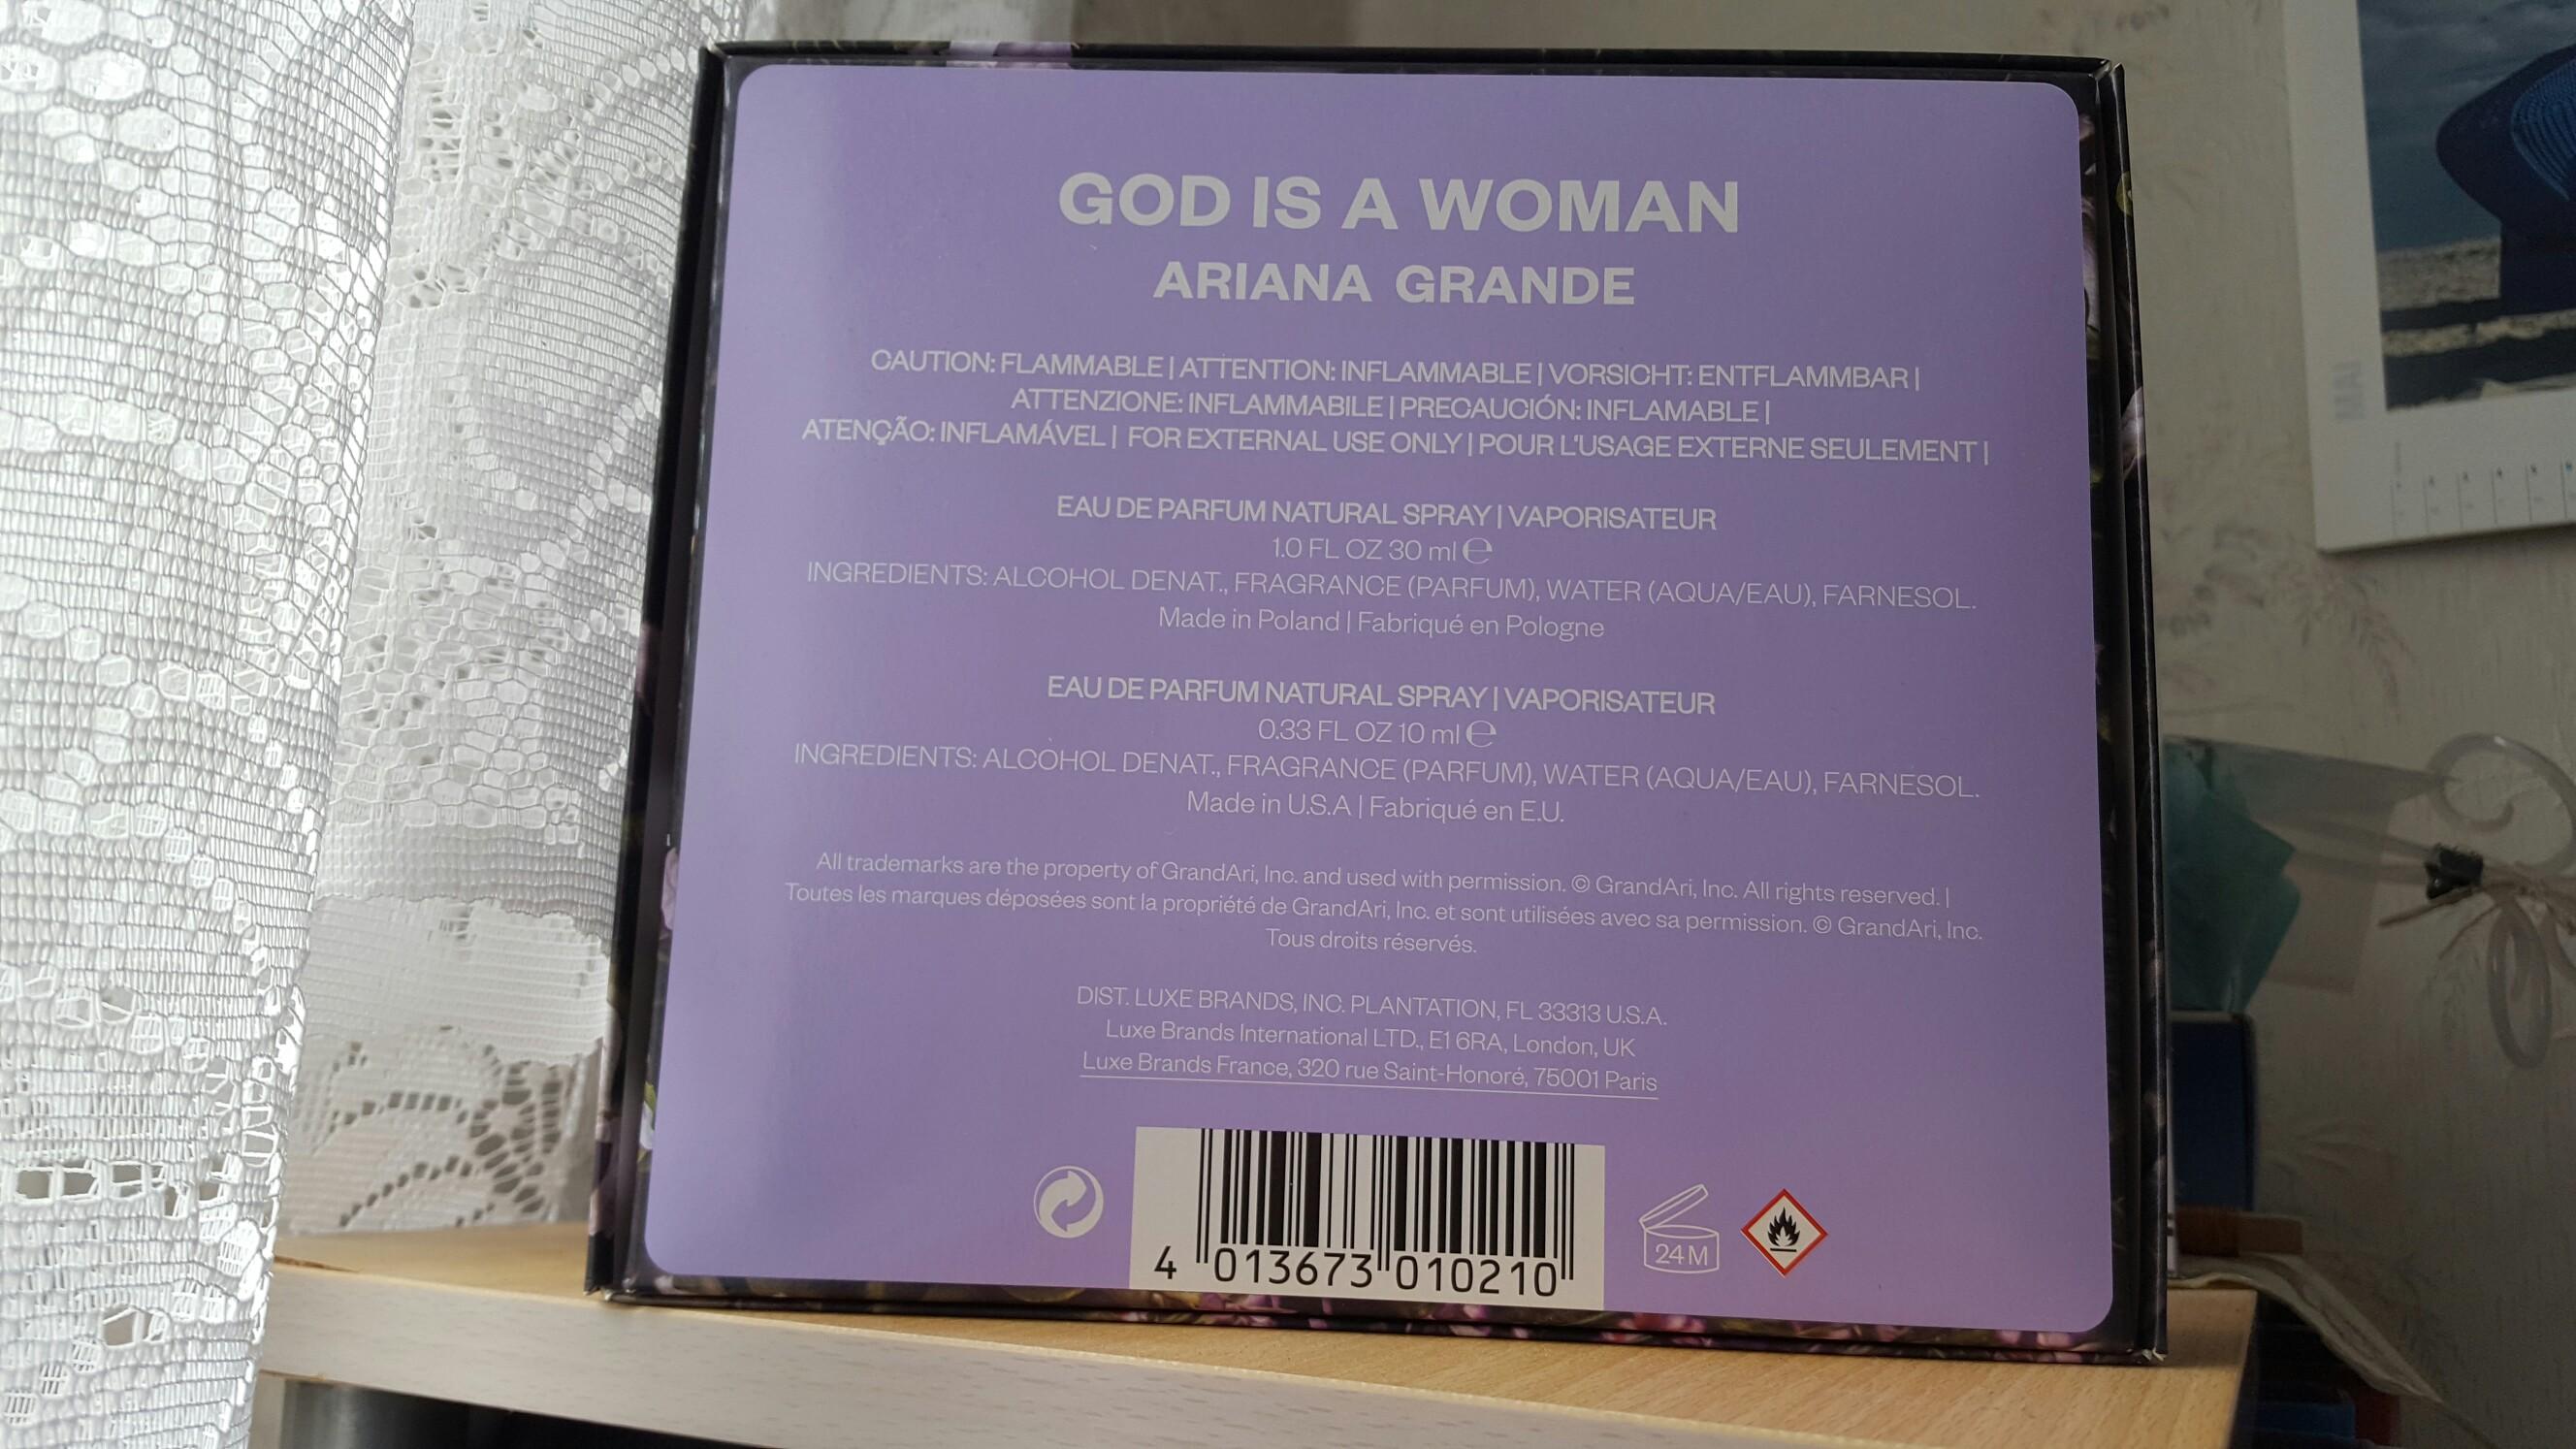 GOD IS A WOMAN
ARIANA GRANDE
CAUTION: FLAMMABLE | ATTENTION: INFLAMMABLE | VORSICHT: ENTFLAMMBAR |
ATTENZIONE: INFLAMMABILE | PRECAUCIÓN: INFLAMABLE |
ATENÇÃO: INFLAMÁVEL | FOR EXTERNAL USE ONLY | POUR L'USAGE EXTERNE SEULEMENT |
EAU DE PARFUM NATURAL SPRAY | VAPORISATEUR
1.0 FL OZ 30 ml ℮
INGREDIENTS: ALCOHOL DENAT., FRAGRANCE (PARFUM), WATER (AQUA/EAU), FARNESOL.
Made in Poland | Fabriqué en Pologne
EAU DE PARFUM NATURAL SPRAY | VAPORISATEUR
0.33 FL OZ 10 ml ℮
INGREDIENTS: ALCOHOL DENAT., FRAGRANCE (PARFUM), WATER (AQUA/EAU), FARNESOL.
Made in U.S.A | Fabriqué en E.U.
All trademarks are the property of GrandAri, Inc. and used with permission. © GrandAri, Inc. All rights reserved. |
Toutes les marques déposées sont la propriété de GrandAri, Inc. et sont utilisées avec sa permission. © GrandAri, Inc.
Tous droits réservés.
DIST. LUXE BRANDS, INC. PLANTATION, FL 33313 U.S.A.
Luxe Brands International LTD., E1 6RA, London, UK
Luxe Brands France, 320 rue Saint-Honoré, 75001 Paris
4 013673 010210
24M
MAI